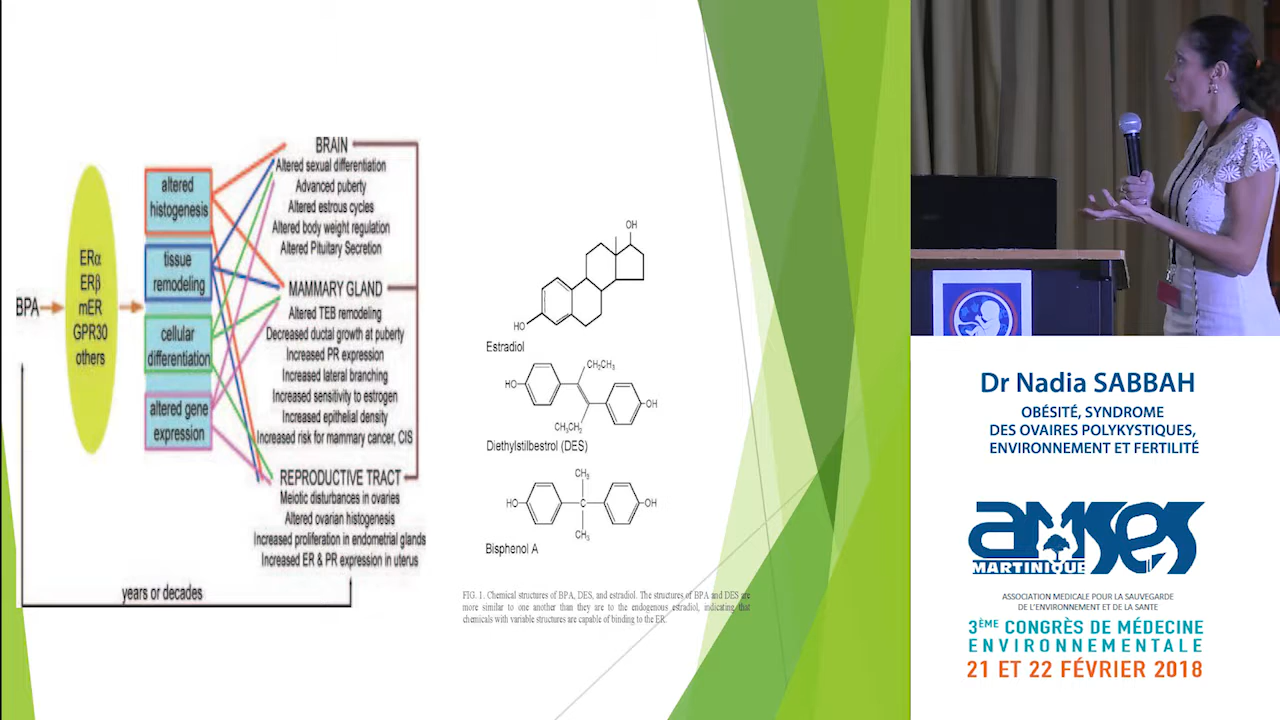 BPA
ERα
ERβ
mER
GPR30
others
altered
histogenesis
tissue
remodeling
cellular
differentiation
altered gene
expression
BRAIN
Altered sexual differentiation
Advanced puberty
Altered estrous cycles
Altered body weight regulation
Altered Pituitary Secretion
MAMMARY GLAND
Altered TEB remodeling
Decreased ductal growth at puberty
Increased PR expression
Increased lateral branching
Increased sensitivity to estrogen
Increased epithelial density
Increased risk for mammary cancer, CIS
REPRODUCTIVE TRACT
Meiotic disturbances in ovaries
Altered ovarian histogenesis
Increased proliferation in endometrial glands
Increased ER & PR expression in uterus
years or decades
OH
HO
Estradiol
CH₂CH₃
HO
OH
CH₃CH₂
Diethylstilbestrol (DES)
CH₃
HO
C
OH
CH₃
Bisphenol A
FIG. 1. Chemical structures of BPA, DES, and estradiol. The structures of BPA and DES are
more similar to one another than they are to the endogenous estradiol, indicating that
chemicals with variable structures are capable of binding to the ER.
Dr Nadia SABBAH
OBÉSITÉ, SYNDROME
DES OVAIRES POLYKYSTIQUES,
ENVIRONNEMENT ET FERTILITÉ
AMSES
MARTINIQUE
ASSOCIATION MEDICALE POUR LA SAUVEGARDE
DE L'ENVIRONNEMENT ET DE LA SANTE
3ÈME CONGRÈS DE MÉDECINE
ENVIRONNEMENTALE
21 ET 22 FÉVRIER 2018